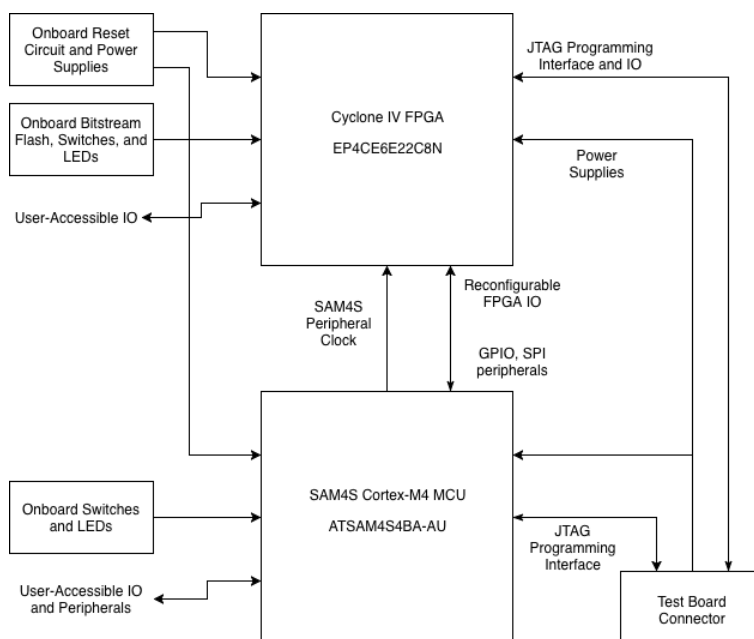 Onboard Reset
Circuit and Power
Supplies
JTAG Programming
Interface and IO
Cyclone IV FPGA
EP4CE6E22C8N
Onboard Bitstream
Flash, Switches, and
LEDs
Power
Supplies
User-Accessible IO
SAM4S
Peripheral
Clock
Reconfigurable
FPGA IO
GPIO, SPI
peripherals
SAM4S Cortex-M4 MCU
ATSAM4S4BA-AU
Onboard Switches
and LEDs
JTAG
Programming
Interface
User-Accessible IO
and Peripherals
Test Board
Connector